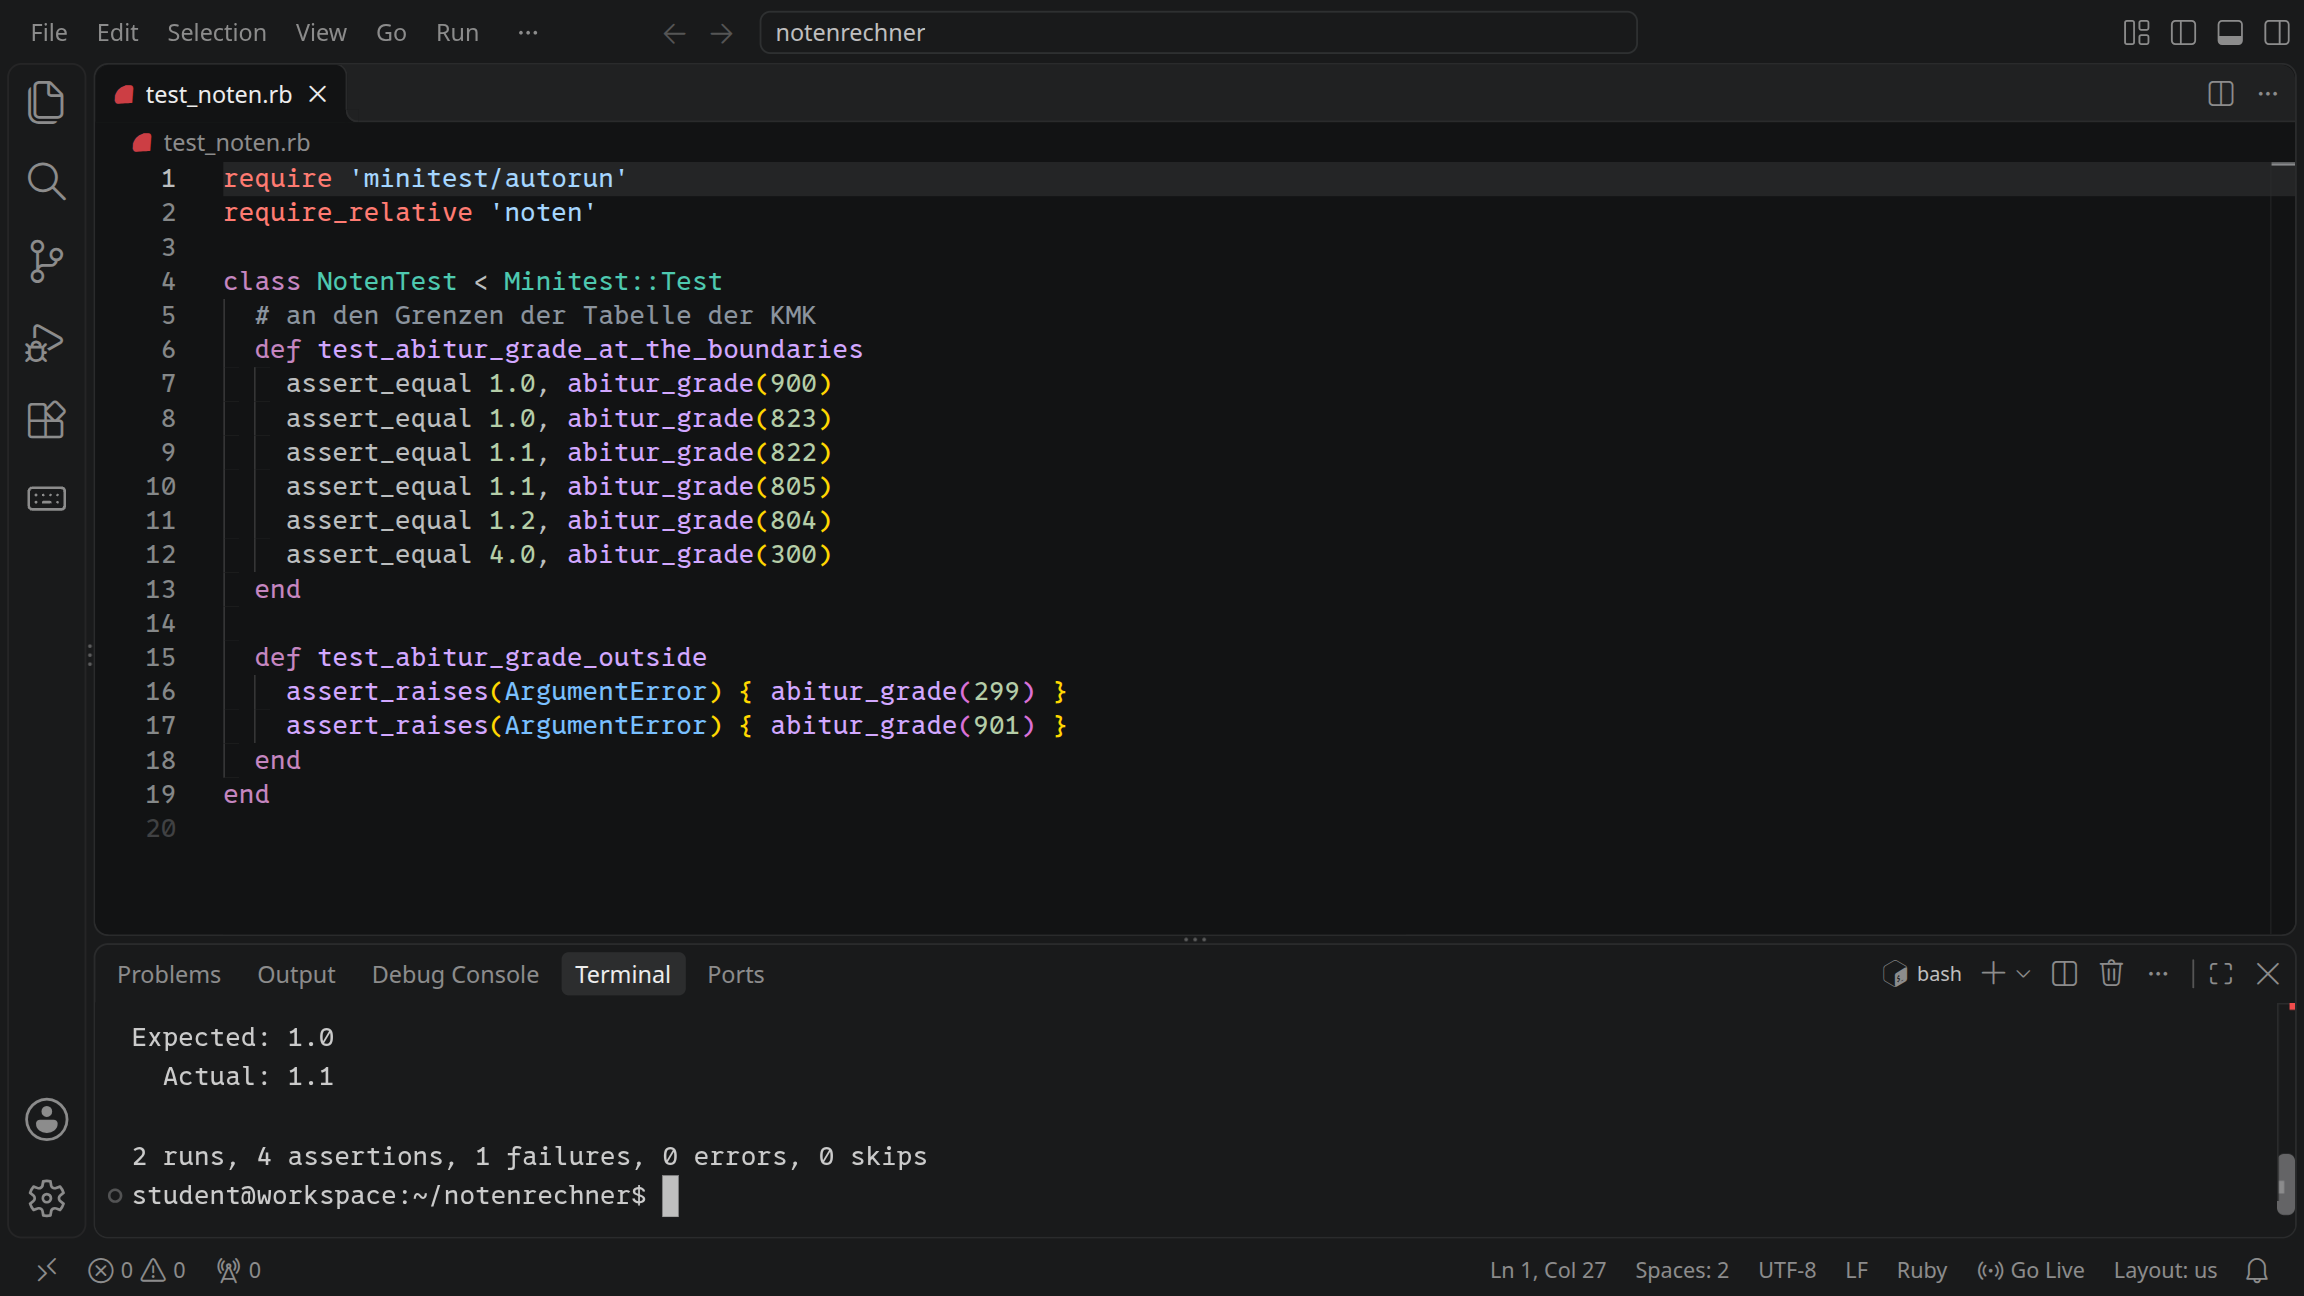 File Edit Selection View Go Run ···
notenrechner
test_noten.rb
test_noten.rb
1 require 'minitest/autorun'
2 require_relative 'noten'
3
4 class NotenTest < Minitest::Test
5   # an den Grenzen der Tabelle der KMK
6   def test_abitur_grade_at_the_boundaries
7     assert_equal 1.0, abitur_grade(900)
8     assert_equal 1.0, abitur_grade(823)
9     assert_equal 1.1, abitur_grade(822)
10     assert_equal 1.1, abitur_grade(805)
11     assert_equal 1.2, abitur_grade(804)
12     assert_equal 4.0, abitur_grade(300)
13   end
14
15   def test_abitur_grade_outside
16     assert_raises(ArgumentError) { abitur_grade(299) }
17     assert_raises(ArgumentError) { abitur_grade(901) }
18   end
19 end
20
Problems Output Debug Console Terminal Ports
bash
Expected: 1.0
  Actual: 1.1
2 runs, 4 assertions, 1 failures, 0 errors, 0 skips
student@workspace:~/notenrechner$
0 0 0
Ln 1, Col 27 Spaces: 2 UTF-8 LF Ruby Go Live Layout: us